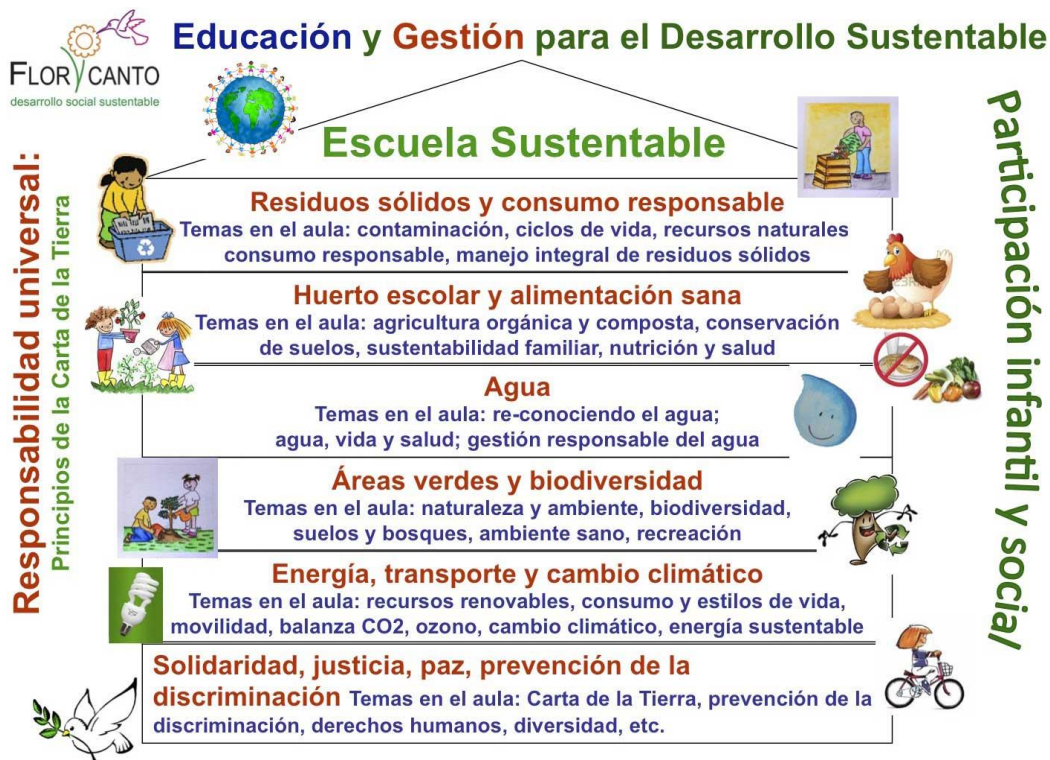 FLOR Y CANTO
desarrollo social sustentable
Educación y Gestión para el Desarrollo Sustentable
Escuela Sustentable
Responsabilidad universal:
Principios de la Carta de la Tierra
Residuos sólidos y consumo responsable
Temas en el aula: contaminación, ciclos de vida, recursos naturales
consumo responsable, manejo integral de residuos sólidos
Huerto escolar y alimentación sana
Temas en el aula: agricultura orgánica y composta, conservación
de suelos, sustentabilidad familiar, nutrición y salud
Agua
Temas en el aula: re-conociendo el agua;
agua, vida y salud; gestión responsable del agua
Áreas verdes y biodiversidad
Temas en el aula: naturaleza y ambiente, biodiversidad,
suelos y bosques, ambiente sano, recreación
Energía, transporte y cambio climático
Temas en el aula: recursos renovables, consumo y estilos de vida,
movilidad, balanza CO2, ozono, cambio climático, energía sustentable
Solidaridad, justicia, paz, prevención de la
discriminación Temas en el aula: Carta de la Tierra, prevención de la
discriminación, derechos humanos, diversidad, etc.
Participación infantil y social